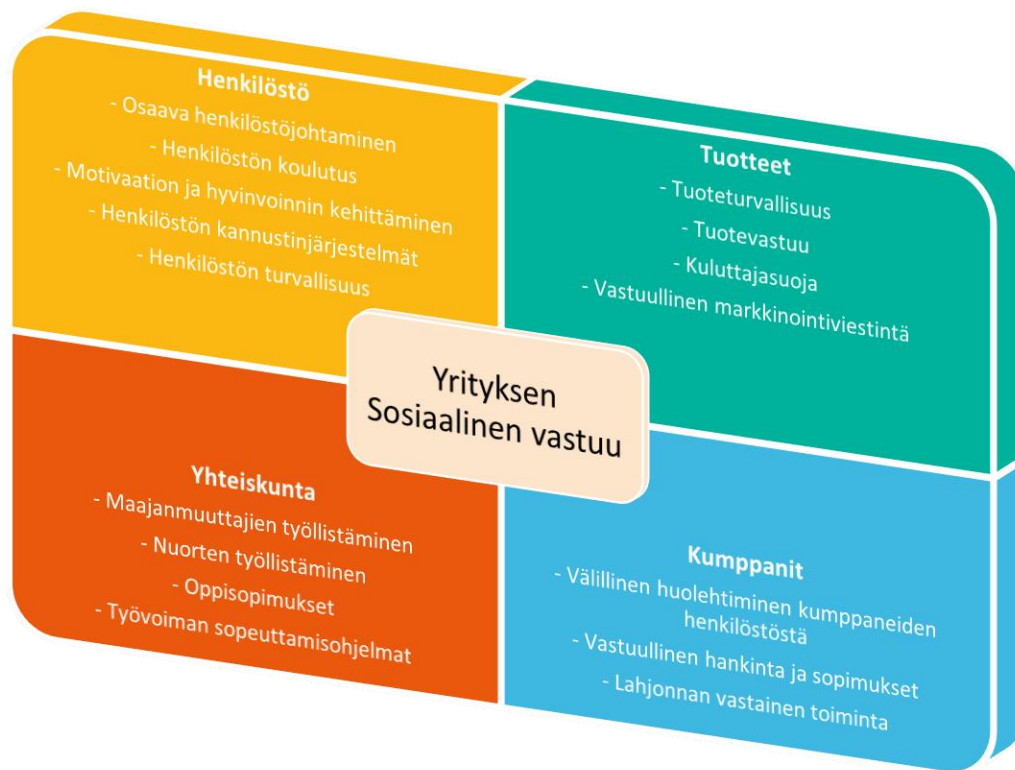 Henkilöstö
- Osaava henkilöstöjohtaminen
- Henkilöstön koulutus
- Motivaation ja hyvinvoinnin kehittäminen
- Henkilöstön kannustinjärjestelmät
- Henkilöstön turvallisuus
Tuotteet
- Tuoteturvallisuus
- Tuotevastuu
- Kuluttajasuoja
- Vastuullinen markkinointiviestintä
Yrityksen
Sosiaalinen vastuu
Yhteiskunta
- Maajanmuuttajien työllistäminen
- Nuorten työllistäminen
- Oppisopimukset
- Työvoiman sopeuttamisohjelmat
Kumppanit
- Välillinen huolehtiminen kumppaneiden
henkilöstöstä
- Vastuullinen hankinta ja sopimukset
- Lahjonnan vastainen toiminta